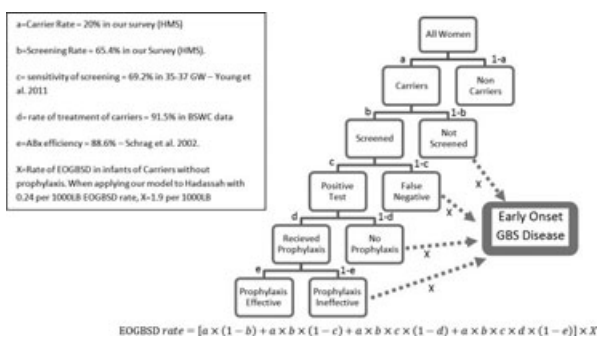 a=Carrier Rate = 20% in our survey (HMS)
b=Screening Rate = 65.4% in our Survey (HMS).
c= sensitivity of screening = 69.2% in 35-37 GW – Young et
al. 2011
d= rate of treatment of carriers = 91.5% in BSWC data
e=ABx efficiency = 88.6% – Schrag et al. 2002.
X=Rate of EOGBSD in infants of Carriers without
prophylaxis. When applying our model to Hadassah with
0.24 per 1000LB EOGBSD rate, X=1.9 per 1000LB
All Women
a
1-a
Carriers
Non
Carriers
b
1-b
Screened
Not
Screened
c
1-c
X
Positive
Test
False
Negative
X
Early Onset
GBS Disease
d
1-d
Recieved
Prophylaxis
No
Prophylaxis
X
e
1-e
X
Prophylaxis
Effective
Prophylaxis
Ineffective
EOGBSD rate = [a × (1 − b) + a × b × (1 − c) + a × b × c × (1 − d) + a × b × c × d × (1 − e)] × X